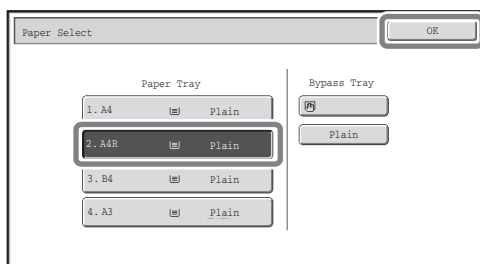 Paper Select
OK
Paper Tray
1. A4 Plain
2. A4R Plain
3. B4 Plain
4. A3 Plain
Bypass Tray
Plain